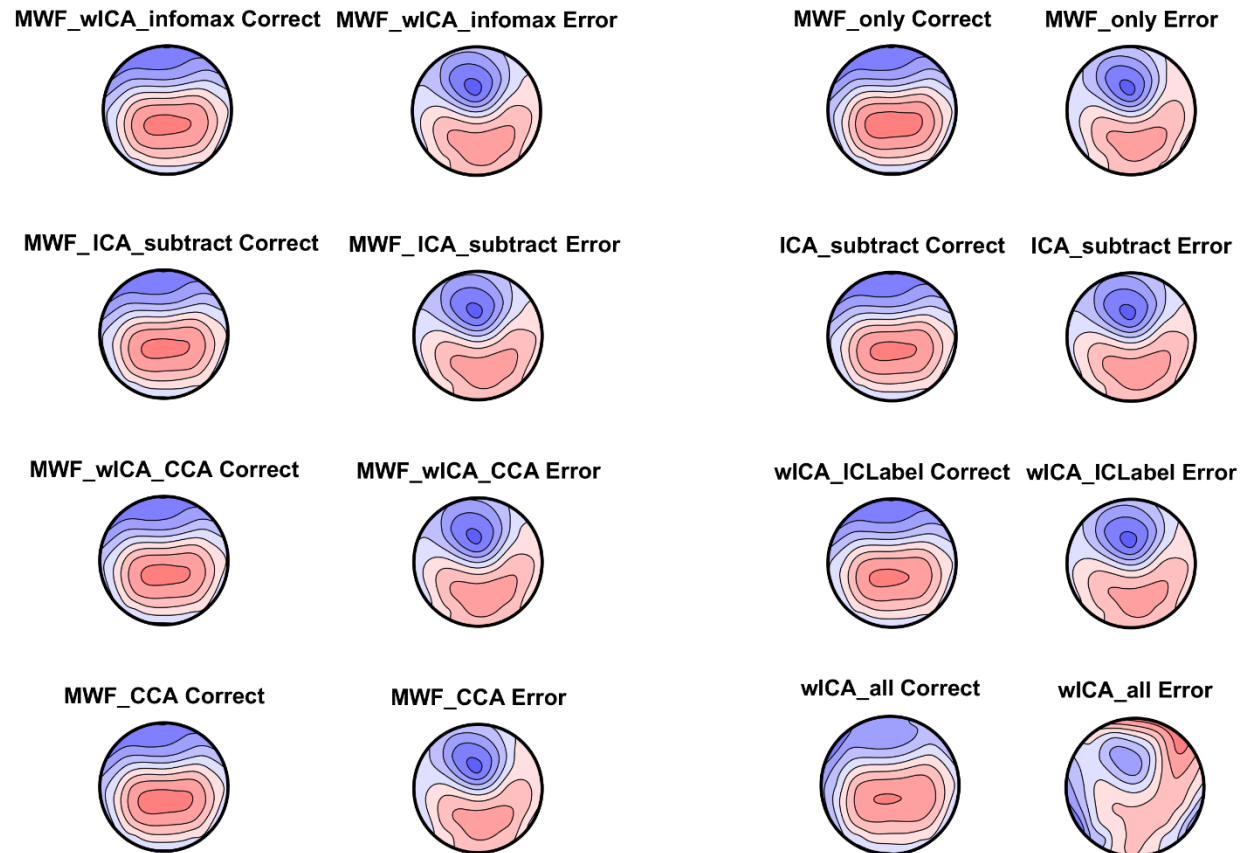 MWF_wICA_infomax Correct
MWF_wICA_infomax Error
MWF_only Correct
MWF_only Error
MWF_ICA_subtract Correct
MWF_ICA_subtract Error
ICA_subtract Correct
ICA_subtract Error
MWF_wICA_CCA Correct
MWF_wICA_CCA Error
wICA_ICLabel Correct
wICA_ICLabel Error
MWF_CCA Correct
MWF_CCA Error
wICA_all Correct
wICA_all Error